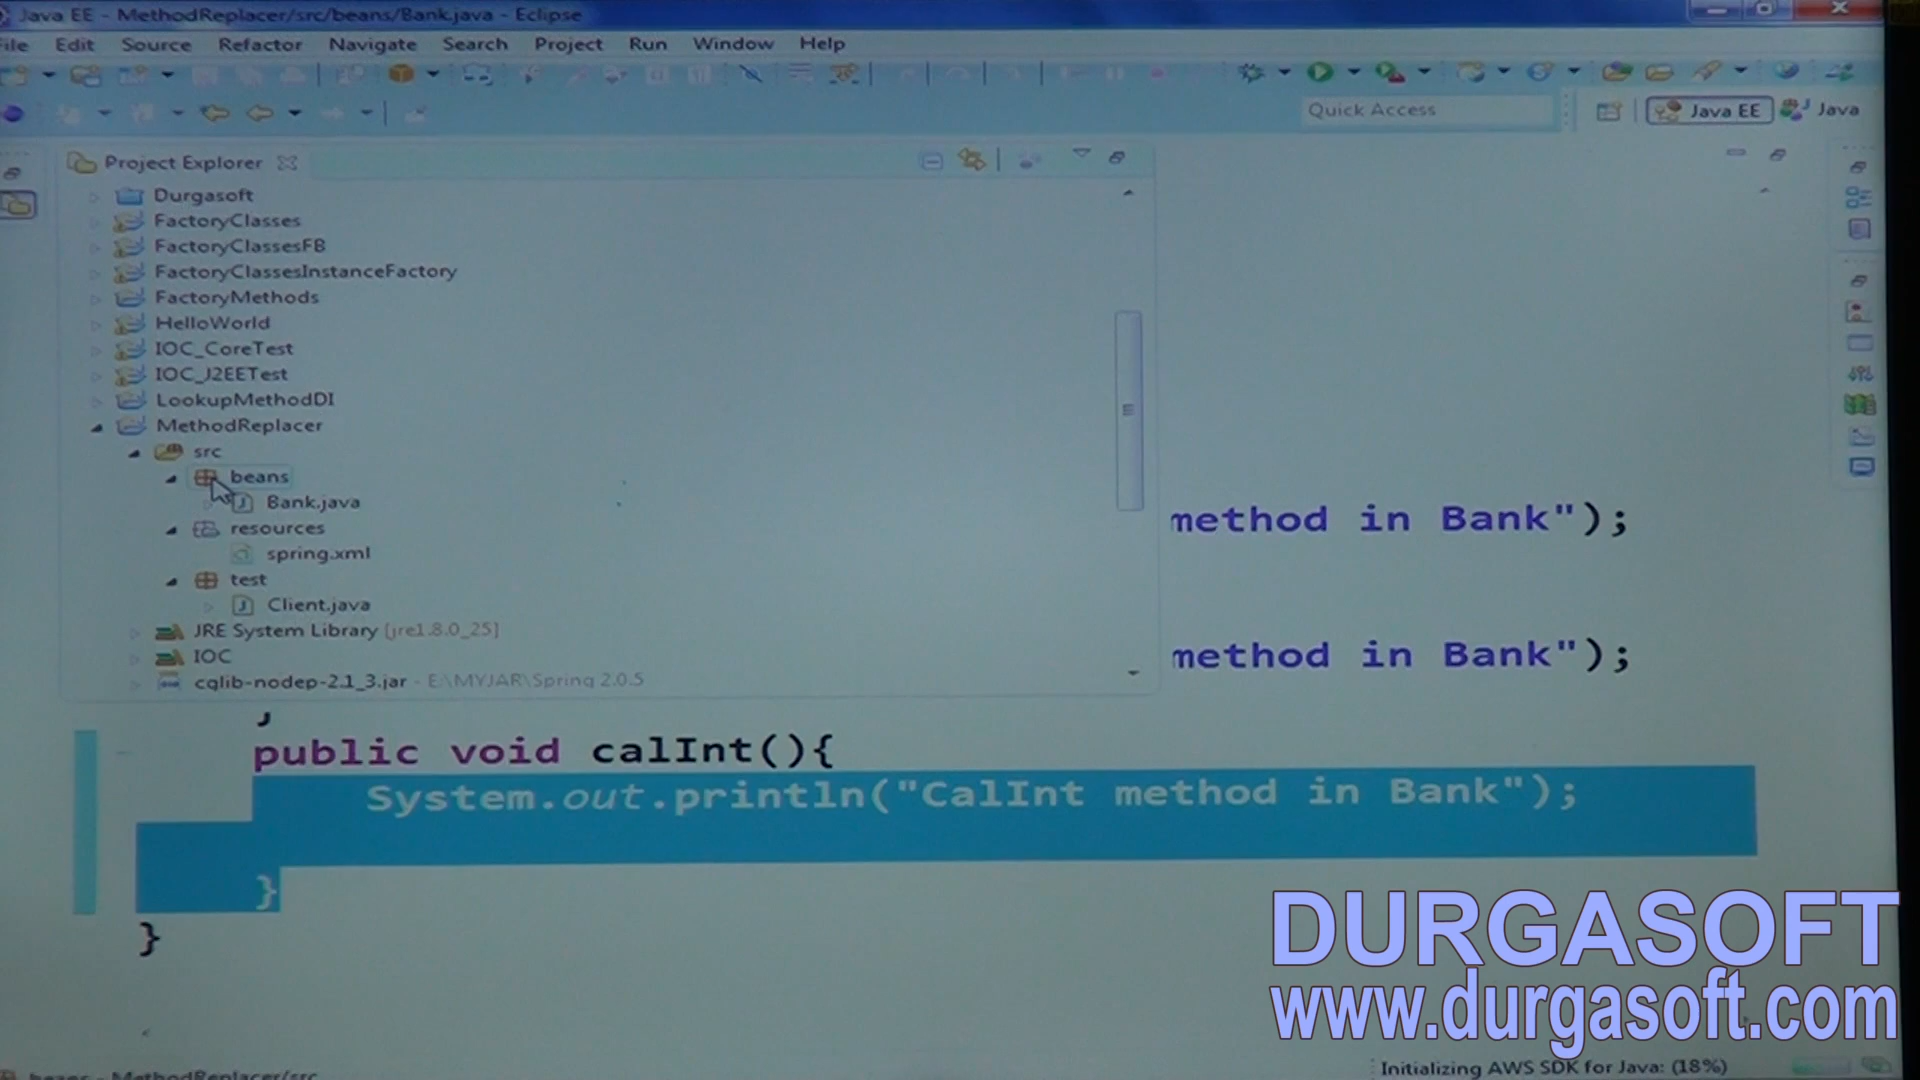 Java EE - MethodReplacer/src/beans/Bank.java - Eclipse
File Edit Source Refactor Navigate Search Project Run Window Help
Quick Access
Java EE
Java
Project Explorer
Durgasoft
FactoryClasses
FactoryClassesFB
FactoryClassesInstanceFactory
FactoryMethods
HelloWorld
IOC_CoreTest
IOC_J2EETest
LookupMethodDI
MethodReplacer
src
beans
Bank.java
resources
spring.xml
test
Client.java
JRE System Library [jre1.8.0_25]
IOC
cglib-nodep-2.1_3.jar - E:\MYJAR\Spring 2.0.5
method in Bank");
method in Bank");
}
public void calInt(){
System.out.println("CalInt method in Bank");
}
}
DURGASOFT
www.durgasoft.com
Initializing AWS SDK for Java: (18%)
beans - MethodReplacer/src